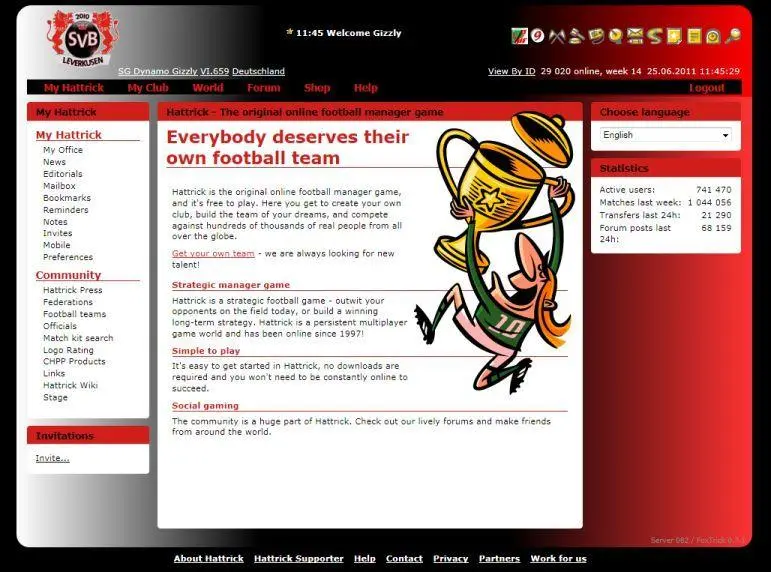 2010
SvB
LEVERKUSEN
11:45 Welcome Gizzly
9
SG Dynamo Gizzly VI.659 Deutschland
View By ID 29 020 online, week 14 25.06.2011 11:45:29
My Hattrick My Club World Forum Shop Help Logout
My Hattrick
My Hattrick
My Office
News
Editorials
Mailbox
Bookmarks
Reminders
Notes
Invites
Mobile
Preferences
Community
Hattrick Press
Federations
Football teams
Officials
Match kit search
Logo Rating
CHPP Products
Links
Hattrick Wiki
Stage
Invitations
Invite...
Hattrick - The original online football manager game
Everybody deserves their
own football team
Hattrick is the original online football manager game,
and it's free to play. Here you get to create your own
club, build the team of your dreams, and compete
against hundreds of thousands of real people from all
over the globe.
Get your own team - we are always looking for new
talent!
Strategic manager game
Hattrick is a strategic football game - outwit your
opponents on the field today, or build a winning
long-term strategy. Hattrick is a persistent multiplayer
game world and has been online since 1997!
Simple to play
It's easy to get started in Hattrick, no downloads are
required and you won't need to be constantly online to
succeed.
Social gaming
The community is a huge part of Hattrick. Check out our lively forums and make friends
from around the world.
10
Choose language
English
Statistics
Active users: 741 470
Matches last week: 1 044 056
Transfers last 24h: 21 290
Forum posts last 68 159
24h:
Server 082 / FoxTrick
About Hattrick Hattrick Supporter Help Contact Privacy Partners Work for us